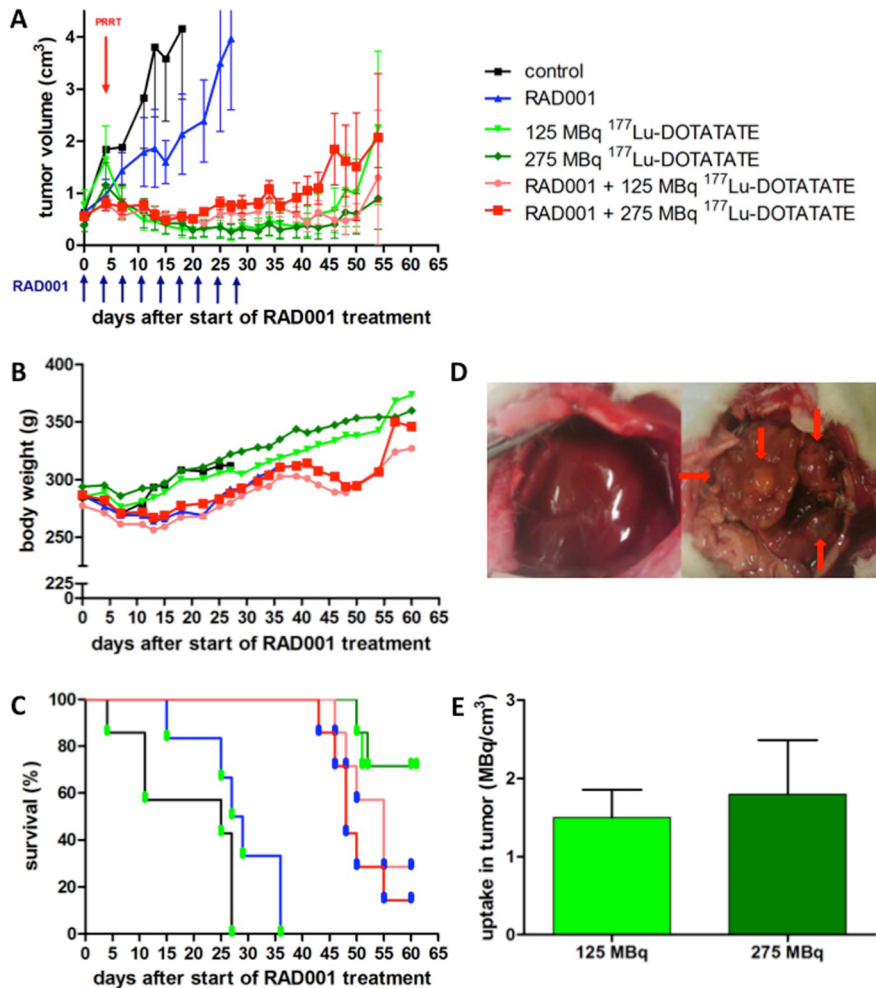 A
PRRT
tumor volume (cm³)
4
3
2
1
0
0 5 10 15 20 25 30 35 40 45 50 55 60 65
RAD001
days after start of RAD001 treatment
control
RAD001
125 MBq ¹⁷⁷Lu-DOTATATE
275 MBq ¹⁷⁷Lu-DOTATATE
RAD001 + 125 MBq ¹⁷⁷Lu-DOTATATE
RAD001 + 275 MBq ¹⁷⁷Lu-DOTATATE
B
body weight (g)
400
350
300
250
225
0
0 5 10 15 20 25 30 35 40 45 50 55 60 65
days after start of RAD001 treatment
D
C
survival (%)
100
80
60
40
20
0
0 5 10 15 20 25 30 35 40 45 50 55 60 65
days after start of RAD001 treatment
E
uptake in tumor (MBq/cm³)
3
2
1
0
125 MBq
275 MBq